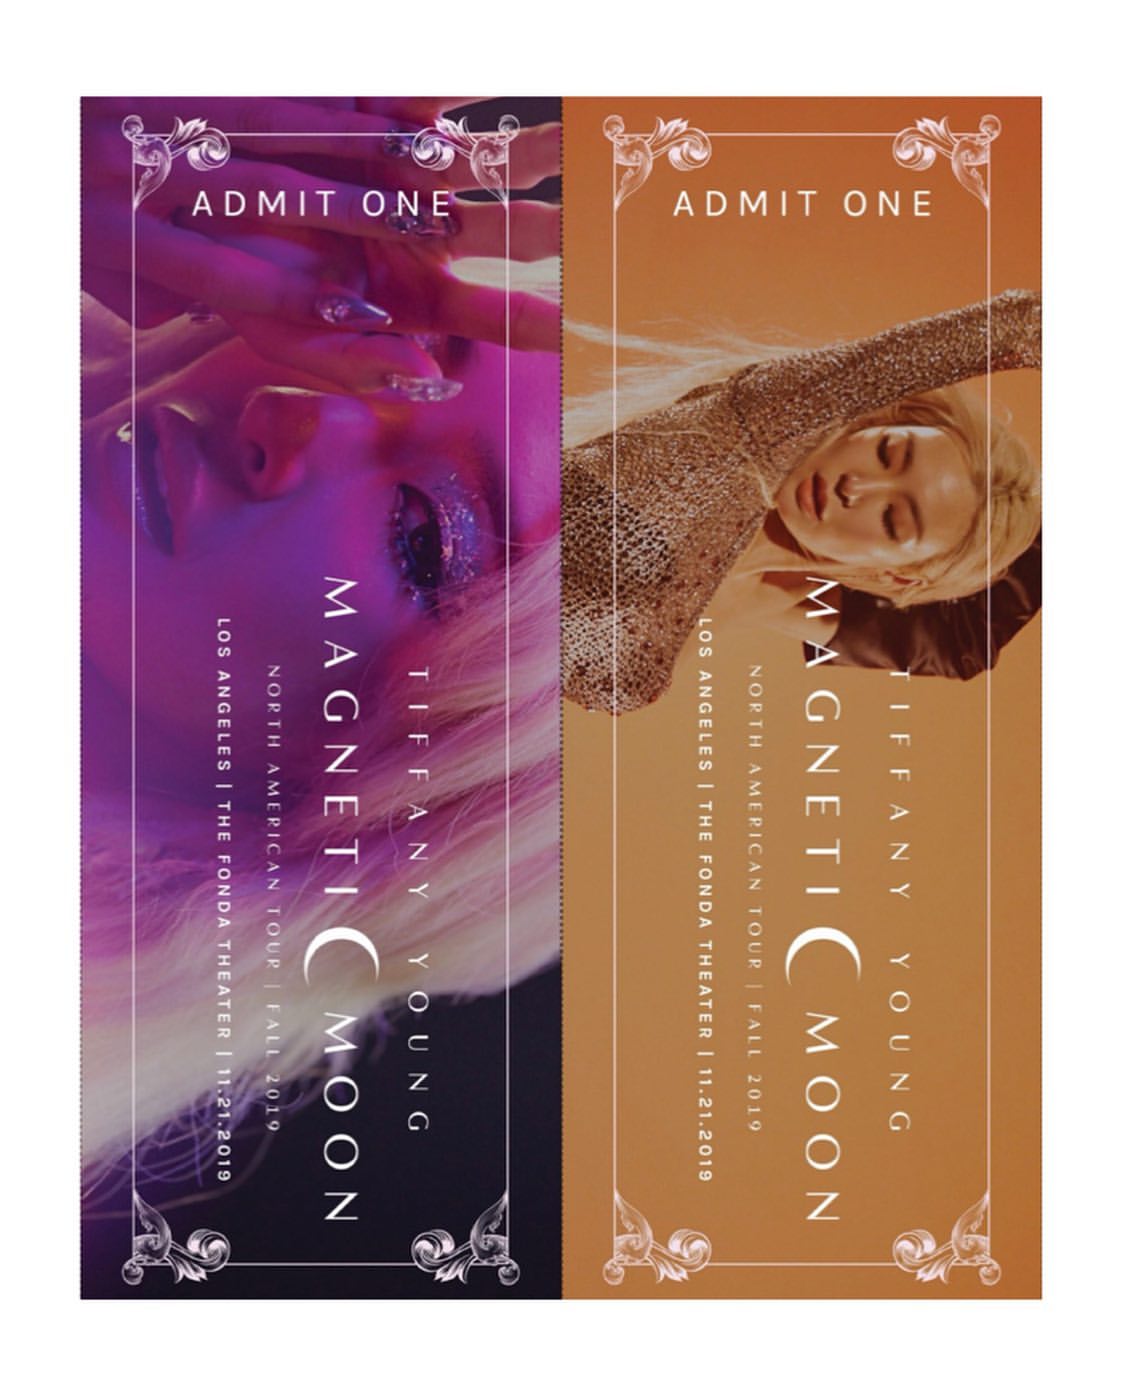 ADMIT ONE
TIFFANY YOUNG
MAGNETIC MOON
NORTH AMERICAN TOUR | FALL 2019
LOS ANGELES | THE FONDA THEATER | 11.21.2019
ADMIT ONE
TIFFANY YOUNG
MAGNETIC MOON
NORTH AMERICAN TOUR | FALL 2019
LOS ANGELES | THE FONDA THEATER | 11.21.2019